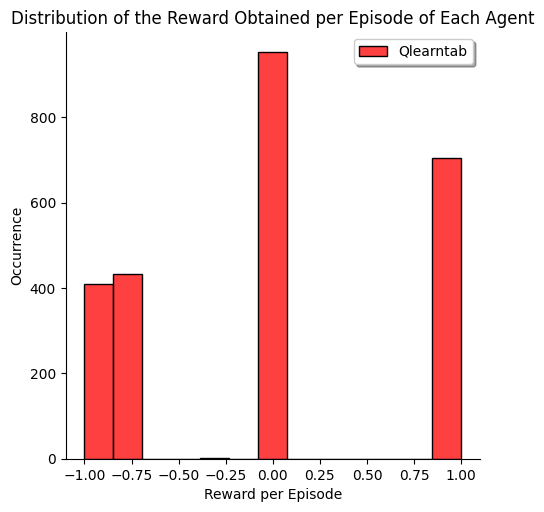 Distribution of the Reward Obtained per Episode of Each Agent
Qlearntab
Occurrence
800
600
400
200
0
−1.00 −0.75 −0.50 −0.25 0.00 0.25 0.50 0.75 1.00
Reward per Episode